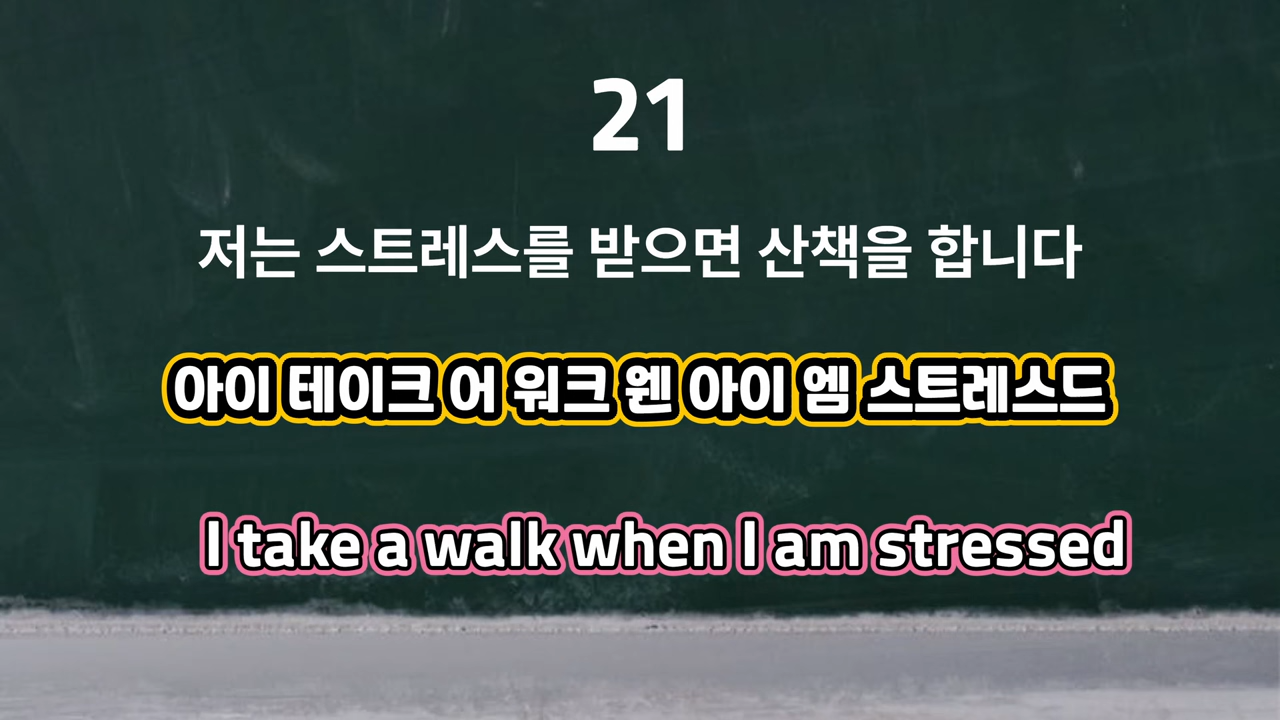 21
저는 스트레스를 받으면 산책을 합니다
아이 테이크 어 워크 웬 아이 엠 스트레스드
I take a walk when I am stressed